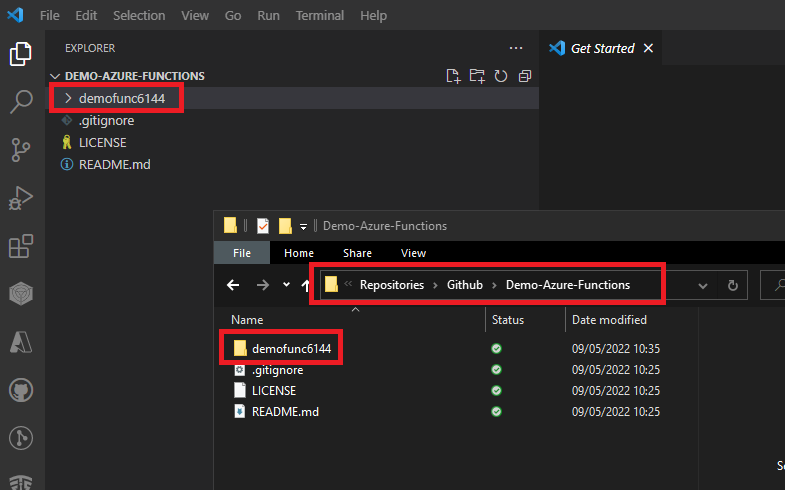 File Edit Selection View Go Run Terminal Help
EXPLORER
Get Started
DEMO-AZURE-FUNCTIONS
demofunc6144
.gitignore
LICENSE
README.md
Demo-Azure-Functions
File Home Share View
Repositories Github Demo-Azure-Functions
Name Status Date modified
demofunc6144 09/05/2022 10:35
.gitignore 09/05/2022 10:25
LICENSE 09/05/2022 10:25
README.md 09/05/2022 10:25